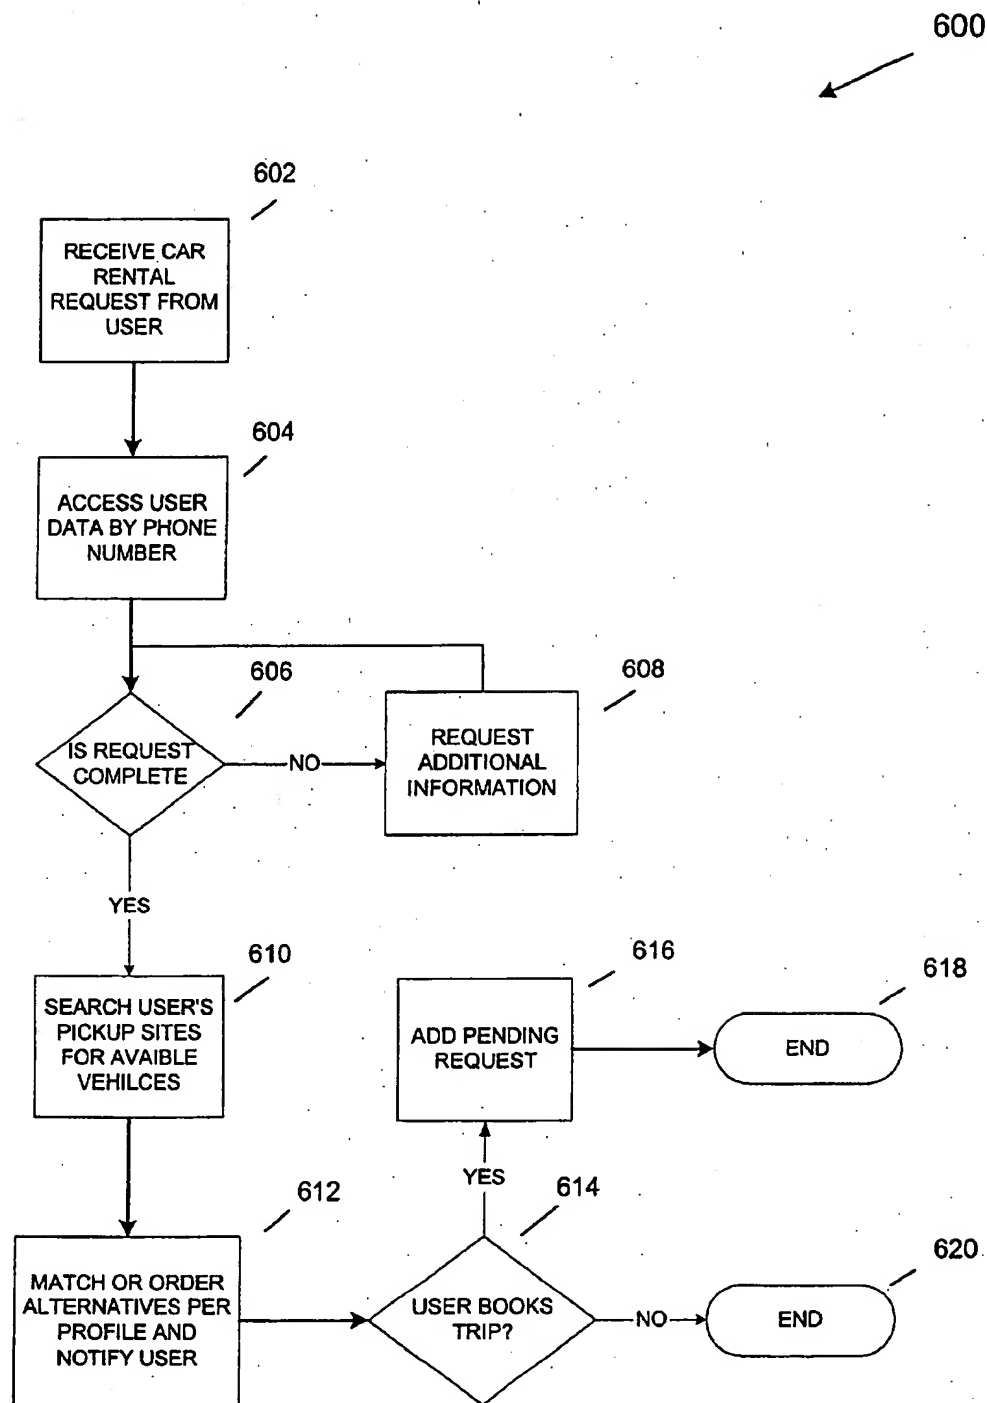 600
602
RECEIVE CAR
RENTAL
REQUEST FROM
USER
604
ACCESS USER
DATA BY PHONE
NUMBER
606
IS REQUEST
COMPLETE
NO
608
REQUEST
ADDITIONAL
INFORMATION
YES
610
SEARCH USER'S
PICKUP SITES
FOR AVAIBLE
VEHILCES
616
ADD PENDING
REQUEST
618
END
YES
612
MATCH OR ORDER
ALTERNATIVES PER
PROFILE AND
NOTIFY USER
614
USER BOOKS
TRIP?
NO
620
END